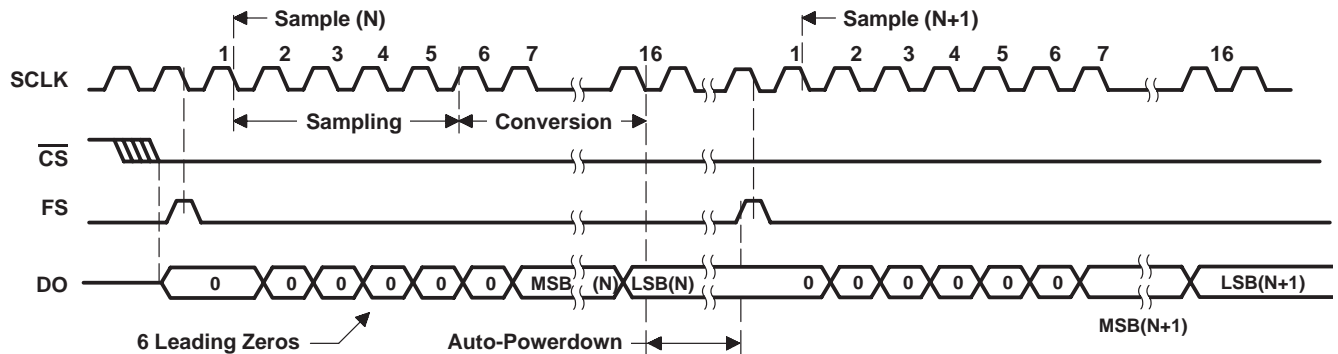 Sample (N)
Sample (N+1)
1 2 3 4 5 6 7 16 1 2 3 4 5 6 7 16
SCLK
Sampling Conversion
CS
FS
DO 0 0 0 0 0 0 MSB (N) LSB(N) 0 0 0 0 0 0 LSB(N+1)
MSB(N+1)
6 Leading Zeros Auto-Powerdown